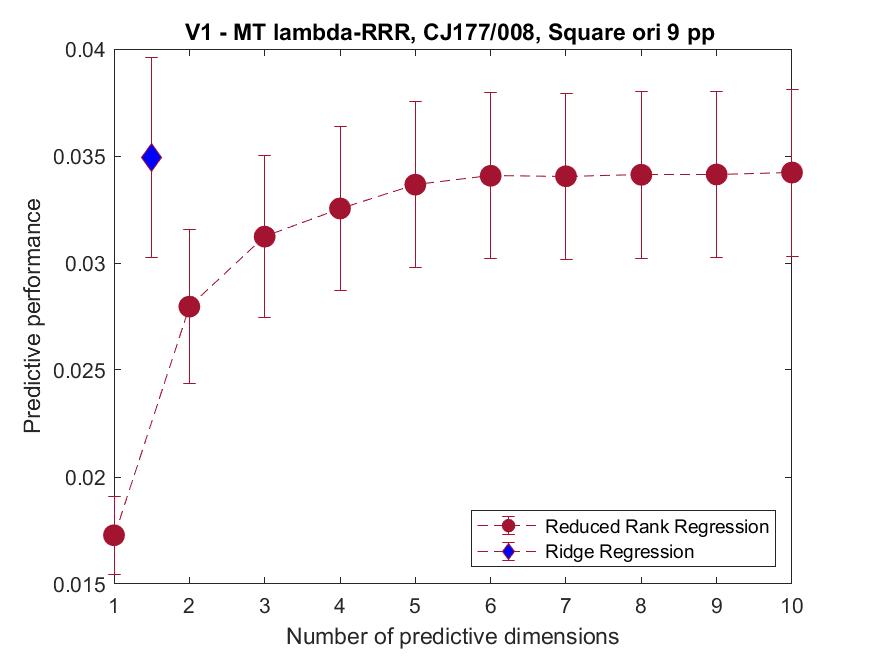 V1 - MT lambda-RRR, CJ177/008, Square ori 9 pp
0.04
0.035
0.03
0.025
0.02
0.015
Predictive performance
1 2 3 4 5 6 7 8 9 10
Number of predictive dimensions
Reduced Rank Regression
Ridge Regression